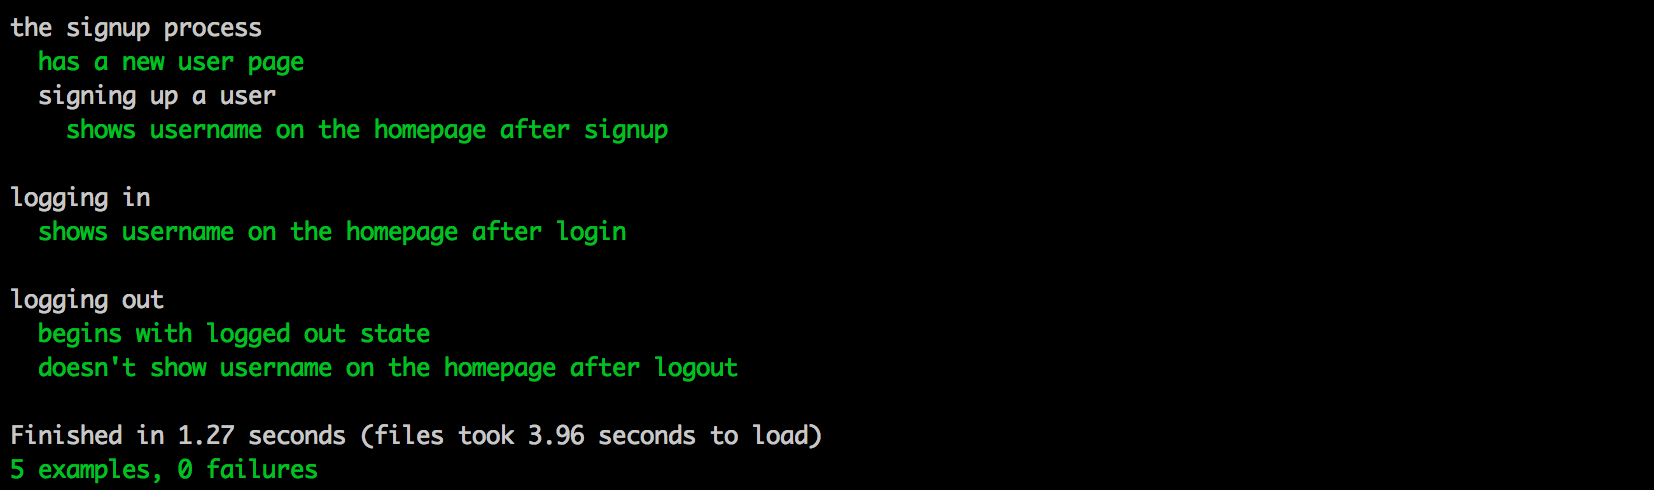 the signup process
has a new user page
signing up a user
shows username on the homepage after signup
logging in
shows username on the homepage after login
logging out
begins with logged out state
doesn't show username on the homepage after logout
Finished in 1.27 seconds (files took 3.96 seconds to load)
5 examples, 0 failures